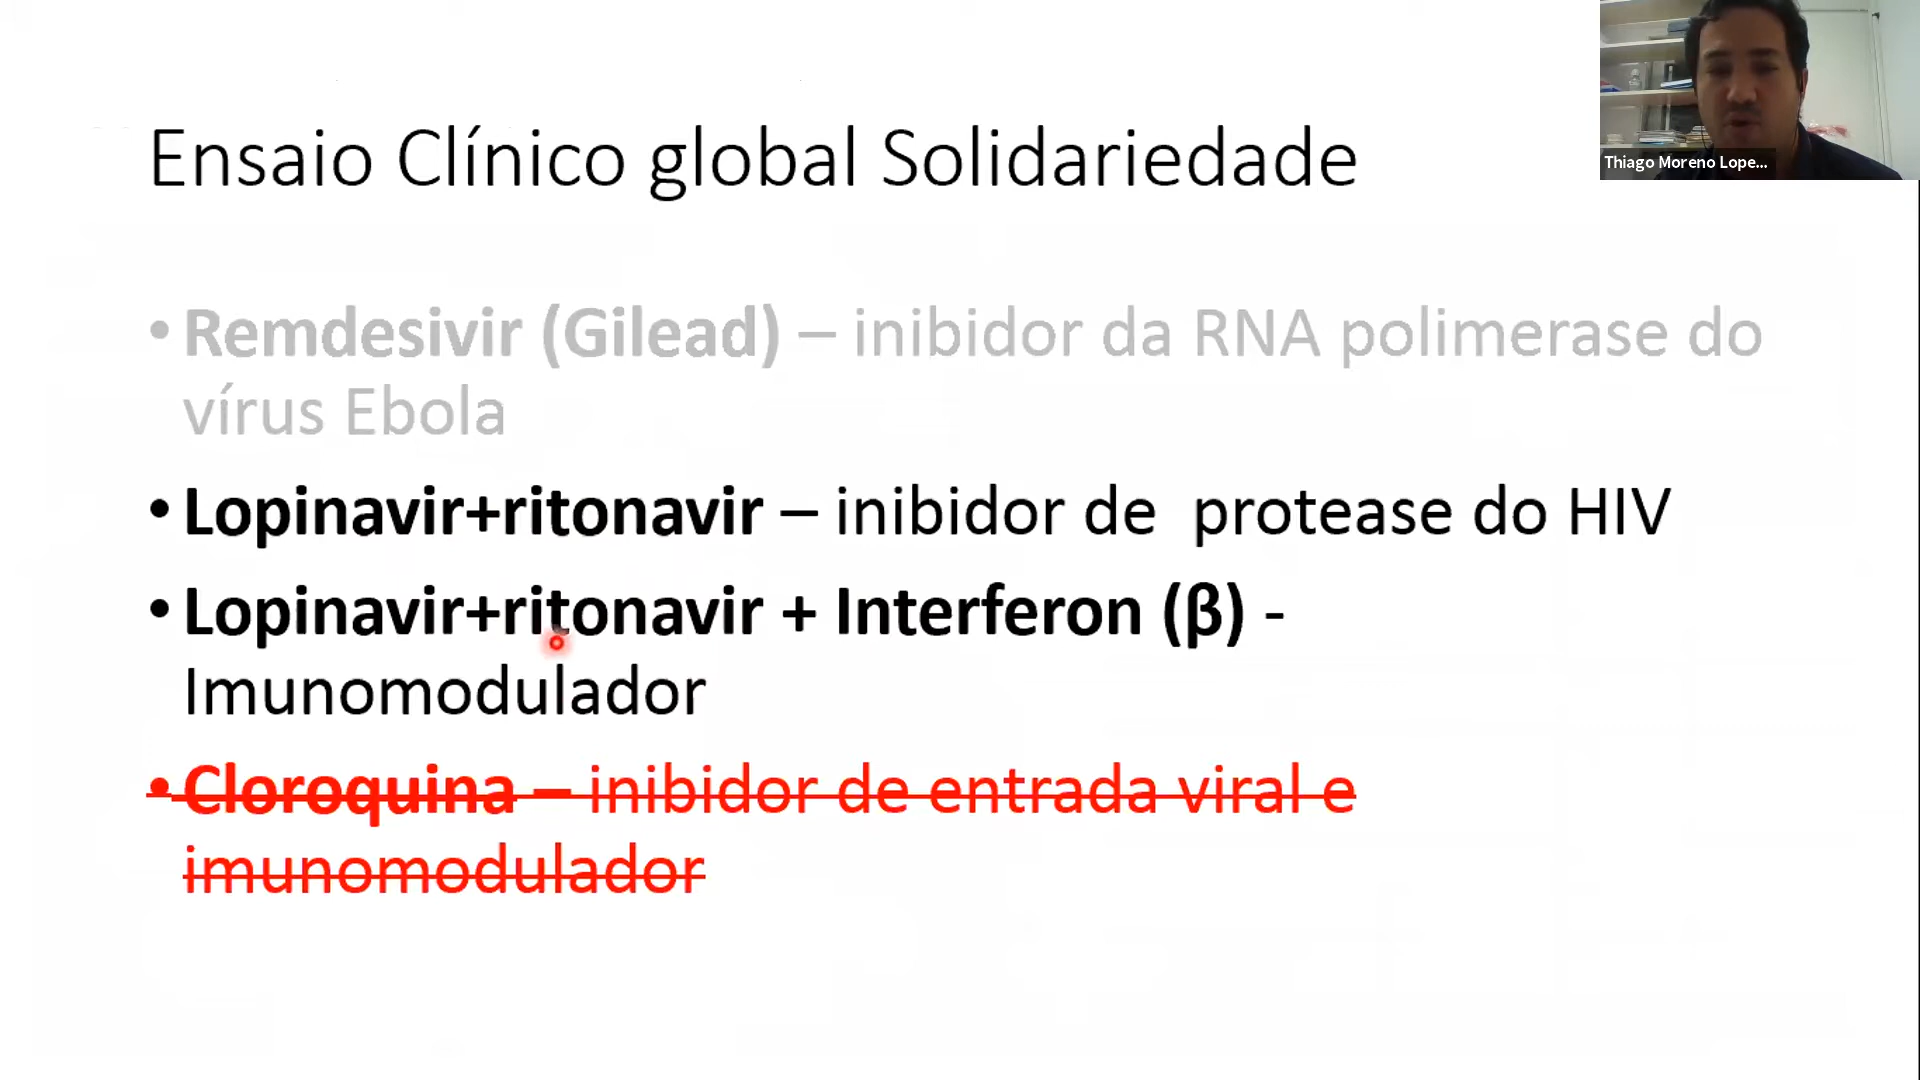 Thiago Moreno Lope...
Ensaio Clínico global Solidariedade
• Remdesivir (Gilead) – inibidor da RNA polimerase do
vírus Ebola
• Lopinavir+ritonavir – inibidor de  protease do HIV
• Lopinavir+ritonavir + Interferon (β) -
Imunomodulador
• Cloroquina – inibidor de entrada viral e
imunomodulador